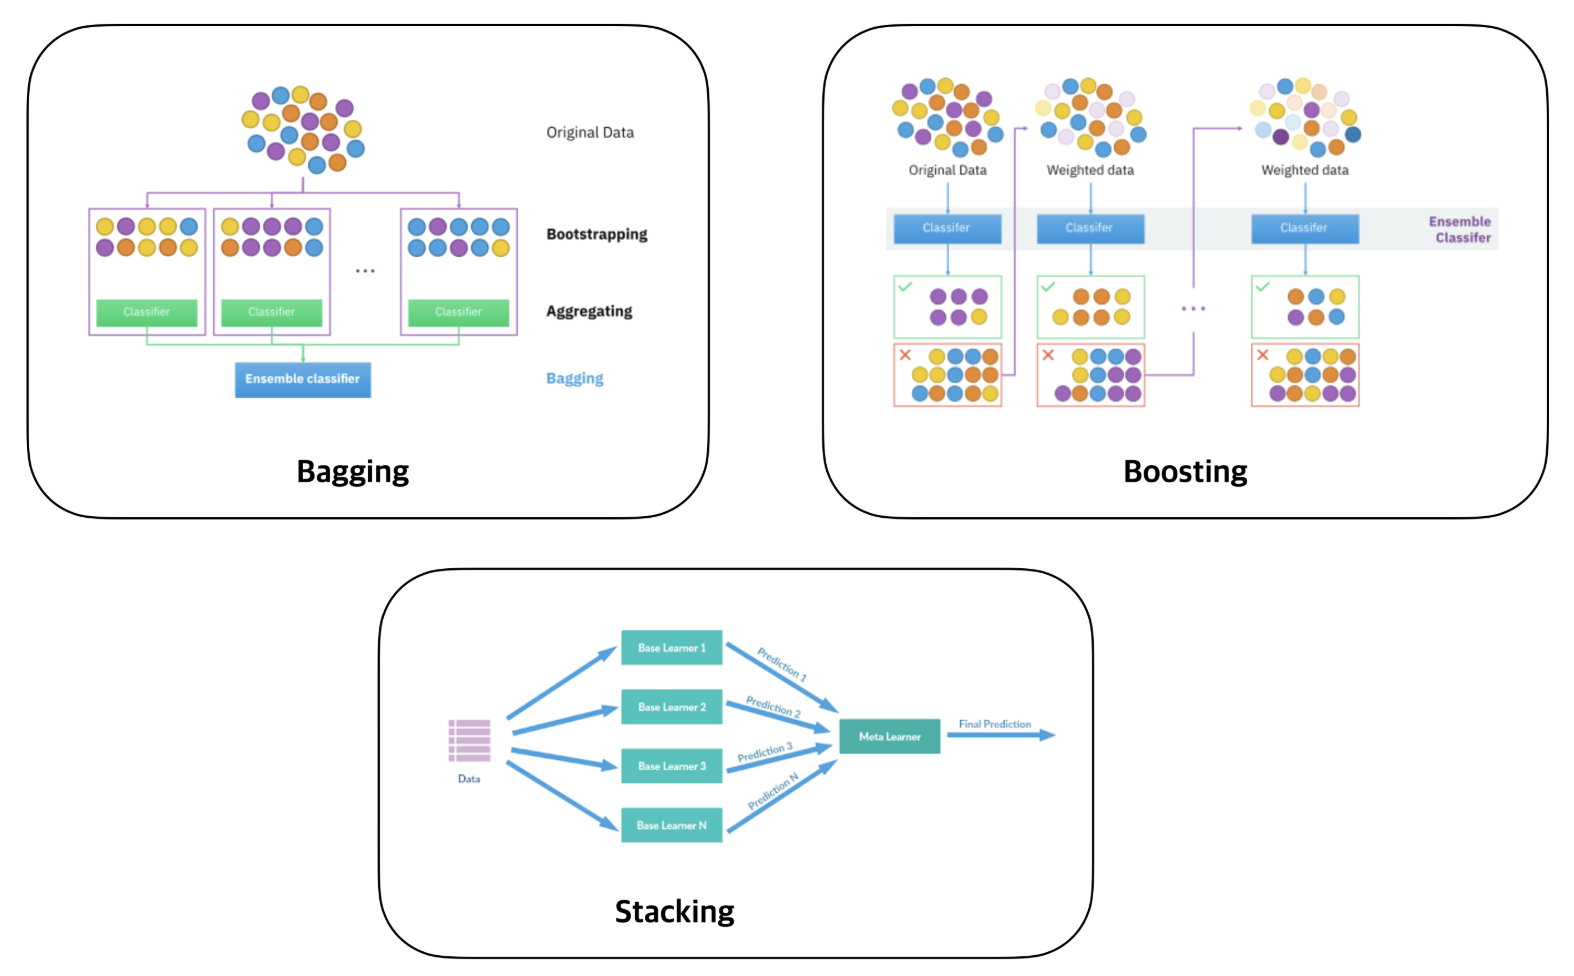 Original Data
Bootstrapping
Classifier
Classifier
...
Classifier
Aggregating
Ensemble classifier
Bagging
Bagging
Original Data
Weighted data
Weighted data
Classifer
Classifer
Classifer
Ensemble
Classifer
...
Boosting
Data
Base Learner 1
Base Learner 2
Base Learner 3
Base Learner N
Prediction 1
Prediction 2
Prediction 3
Prediction N
Meta Learner
Final Prediction
Stacking